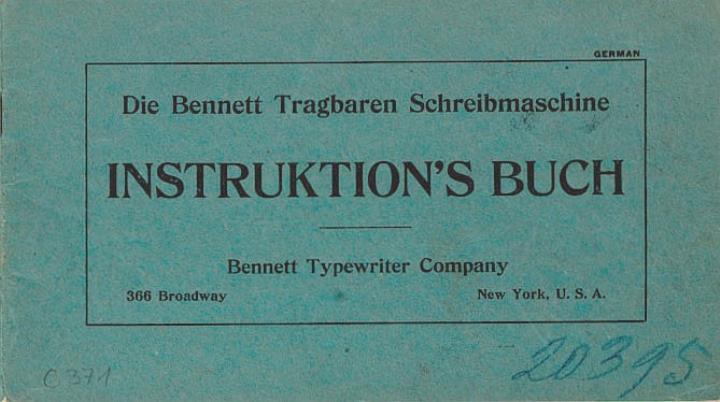 GERMAN
Die Bennett Tragbaren Schreibmaschine
INSTRUKTION'S BUCH
Bennett Typewriter Company
366 Broadway New York, U. S. A.
20395
C 371